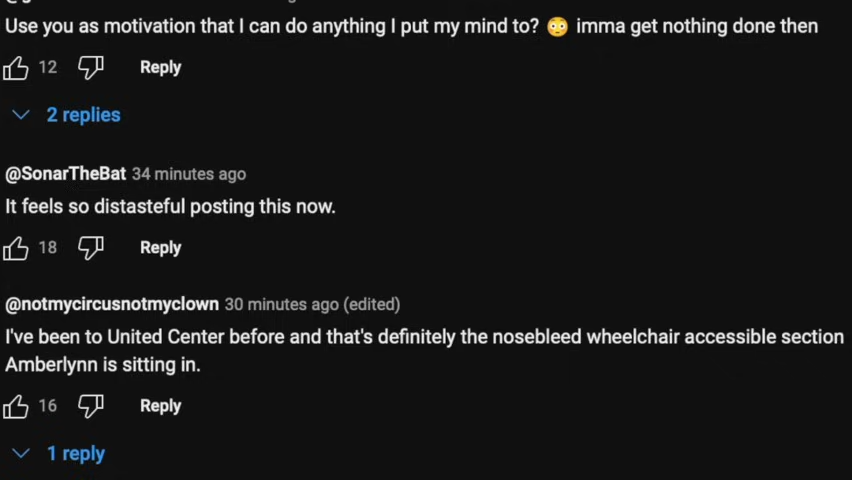 Use you as motivation that I can do anything I put my mind to? 😳 imma get nothing done then
12 Reply
2 replies
@SonarTheBat 34 minutes ago
It feels so distasteful posting this now.
18 Reply
@notmycircusnotmyclown 30 minutes ago (edited)
I've been to United Center before and that's definitely the nosebleed wheelchair accessible section
Amberlynn is sitting in.
16 Reply
1 reply